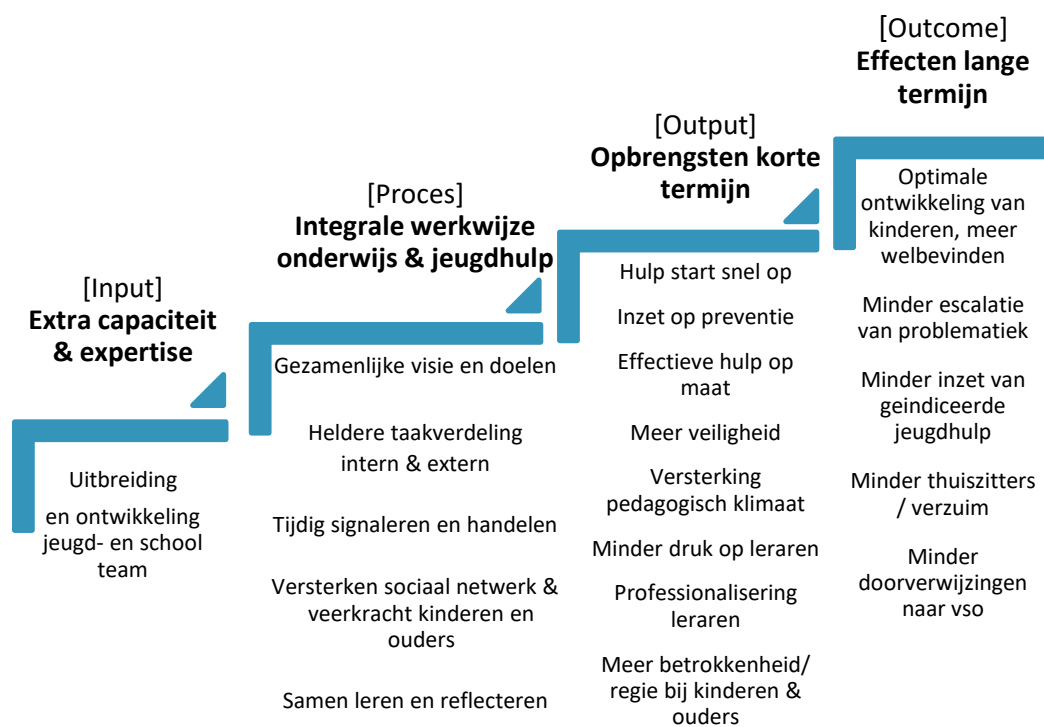 [Input]
Extra capaciteit
& expertise
Uitbreiding
en ontwikkeling
jeugd- en school
team
[Proces]
Integrale werkwijze
onderwijs & jeugdhulp
Gezamenlijke visie en doelen
Heldere taakverdeling
intern & extern
Tijdig signaleren en handelen
Versterken sociaal netwerk &
veerkracht kinderen en
ouders
Samen leren en reflecteren
[Output]
Opbrengsten korte
termijn
Hulp start snel op
Inzet op preventie
Effectieve hulp op
maat
Meer veiligheid
Versterking
pedagogisch klimaat
Minder druk op leraren
Professionalisering
leraren
Meer betrokkenheid/
regie bij kinderen &
ouders
[Outcome]
Effecten lange
termijn
Optimale
ontwikkeling van
kinderen, meer
welbevinden
Minder escalatie
van problematiek
Minder inzet van
geindiceerde
jeugdhulp
Minder thuiszitters
/ verzuim
Minder
doorverwijzingen
naar vso